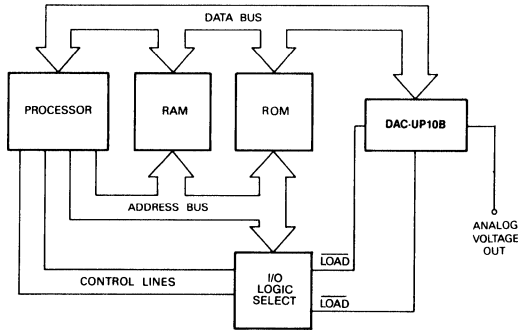 DATA BUS
PROCESSOR
RAM
ROM
DAC-UP10B
ADDRESS BUS
ANALOG
VOLTAGE
OUT
CONTROL LINES
I/O
LOGIC
SELECT
LOAD
LOAD